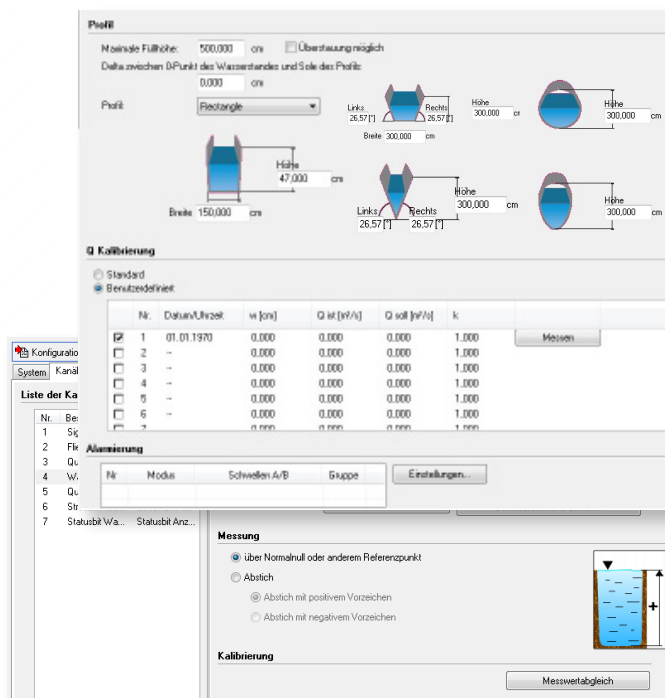 Profil
Maximale Füllhöhe: 500,000 cm Überstauung möglich
Delta zwischen 0-Punkt des Wasserstandes und Sole des Profils:
0,000 cm
Profil: Rectangle
Links Rechts
26,57 [°] 26,57 [°]
Breite 300,000 cm
Höhe
300,000
Höhe
300,000 cm
Höhe
47,000 cm
Breite 150,000 cm
Links Rechts
26,57 [°] 26,57 [°]
Höhe
300,000 cm
Höhe
300,000 cm
Q Kalibrierung
Standard
Benutzerdefiniert
Nr. Datum/Uhrzeit w [cm] Q ist [m³/s] Q soll [m³/s] k
1 01.01.1970 0.000 0.000 0.000 1.000 Messen
2 -- 0.000 0.000 0.000 1.000
3 -- 0.000 0.000 0.000 1.000
4 -- 0.000 0.000 0.000 1.000
5 -- 0.000 0.000 0.000 1.000
6 -- 0.000 0.000 0.000 1.000
Alarmierung
Nr Modus Schwellen A/B Gruppe
Einstellungen...
Konfiguratio
System Kanäl
Liste der Ka
Nr. Be
1 Sig
2 Flie
3 Qu
4 Wa
5 Qu
6 Str
7 Statusbit Wa... Statusbit Anz...
Messung
über Normalnull oder anderem Referenzpunkt
Abstich
Abstich mit positivem Vorzeichen
Abstich mit negativem Vorzeichen
+
Kalibrierung
Messwertabgleich